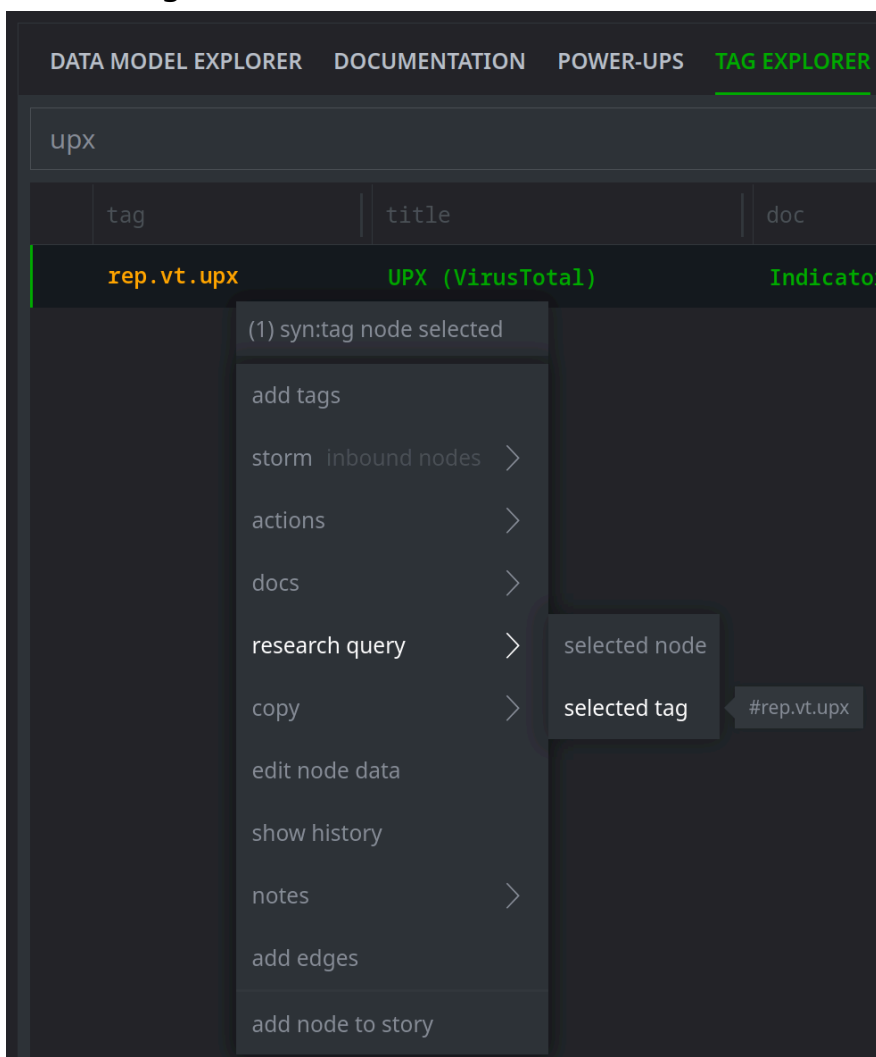 DATA MODEL EXPLORER DOCUMENTATION POWER-UPS TAG EXPLORER
upx
tag title doc
rep.vt.upx UPX (VirusTotal)
(1) syn:tag node selected
add tags
storm inbound nodes
actions
docs
research query selected node
copy selected tag #rep.vt.upx
edit node data
show history
notes
add edges
add node to story